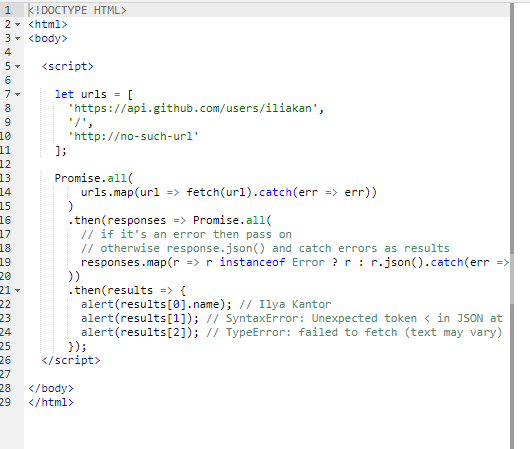 1 <!DOCTYPE HTML>
2 <html>
3 <body>
4
5 <script>
6
7 let urls = [
8 'https://api.github.com/users/iliakan',
9 '/',
10 'http://no-such-url'
11 ];
12
13 Promise.all(
14 urls.map(url => fetch(url).catch(err => err))
15 )
16 .then(responses => Promise.all(
17 // if it's an error then pass on
18 // otherwise response.json() and catch errors as results
19 responses.map(r => r instanceof Error ? r : r.json().catch(err =>
20 ))
21 .then(results => {
22 alert(results[0].name); // Ilya Kantor
23 alert(results[1]); // SyntaxError: Unexpected token < in JSON at
24 alert(results[2]); // TypeError: failed to fetch (text may vary)
25 });
26 </script>
27
28 </body>
29 </html>